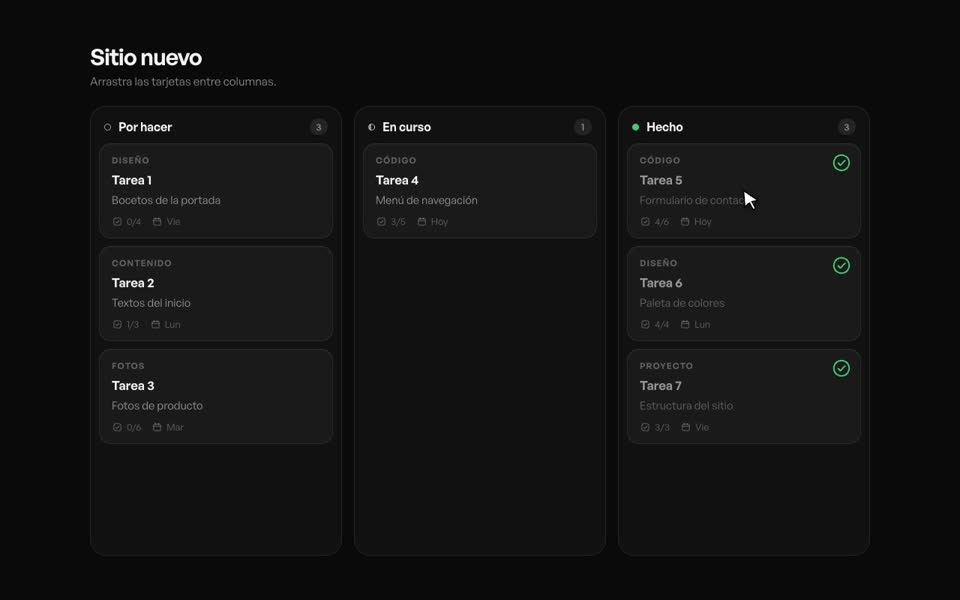 Sitio nuevo
Arrastra las tarjetas entre columnas.
Por hacer 3
DISEÑO
Tarea 1
Bocetos de la portada
0/4 Vie
CONTENIDO
Tarea 2
Textos del inicio
1/3 Lun
FOTOS
Tarea 3
Fotos de producto
0/6 Mar
En curso 1
CÓDIGO
Tarea 4
Menú de navegación
3/5 Hoy
Hecho 3
CÓDIGO
Tarea 5
Formulario de
4/6 Hoy
DISEÑO
Tarea 6
Paleta de colores
4/4 Lun
PROYECTO
Tarea 7
Estructura del sitio
3/3 Vie